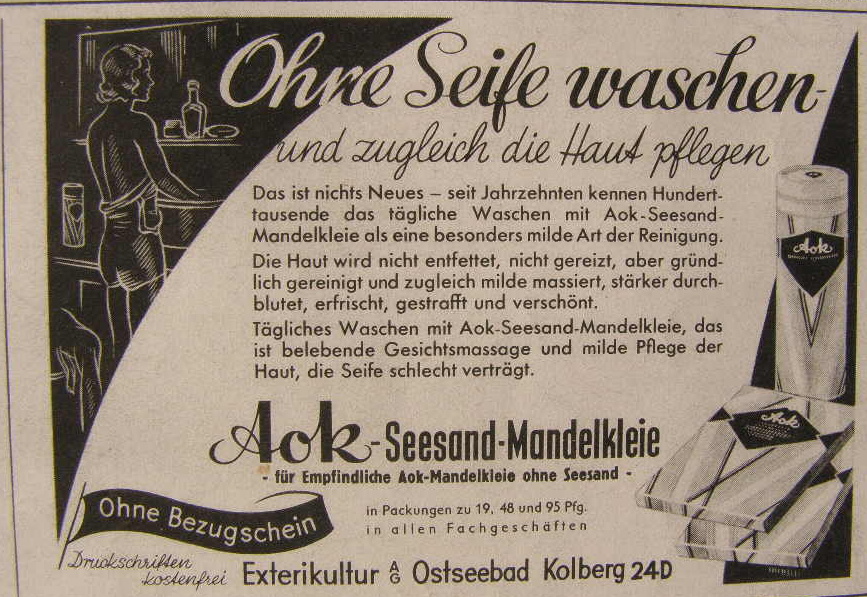 Ohne Seife waschen-
und zugleich die Haut pflegen
Das ist nichts Neues – seit Jahrzehnten kennen Hundert-
tausende das tägliche Waschen mit Aok-Seesand-
Mandelkleie als eine besonders milde Art der Reinigung.
Die Haut wird nicht entfettet, nicht gereizt, aber gründ-
lich gereinigt und zugleich milde massiert, stärker durch-
blutet, erfrischt, gestrafft und verschönt.
Tägliches Waschen mit Aok-Seesand-Mandelkleie, das
ist belebende Gesichtsmassage und milde Pflege der
Haut, die Seife schlecht verträgt.
Aok
Aok
Aok-Seesand-Mandelkleie
- für Empfindliche Aok-Mandelkleie ohne Seesand -
Ohne Bezugschein
in Packungen zu 19, 48 und 95 Pfg.
in allen Fachgeschäften
Druckschriften
kostenfrei
Exterikultur AG Ostseebad Kolberg 24D